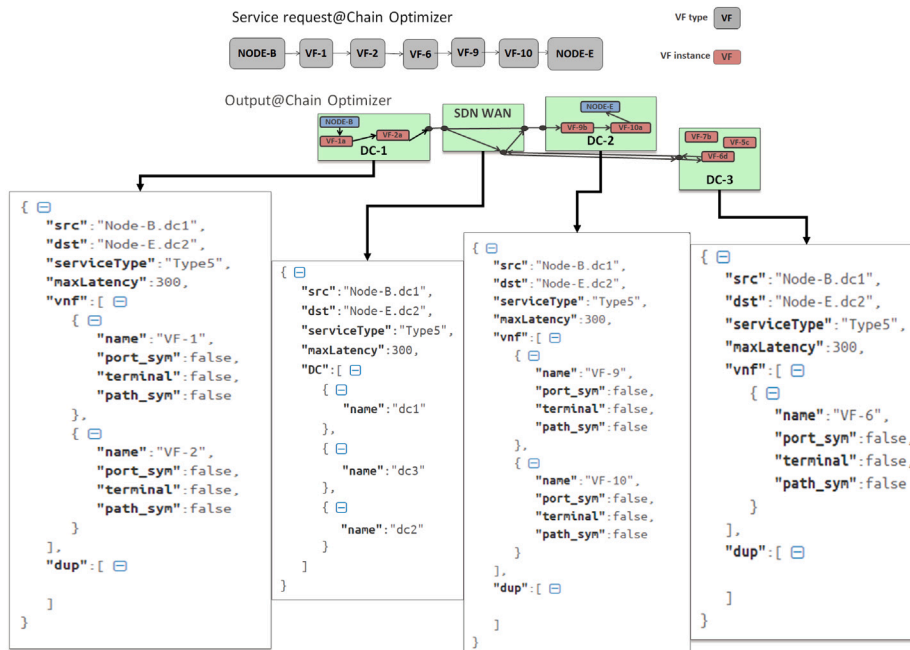 Service request@Chain Optimizer
VF type VF
NODE-B VF-1 VF-2 VF-6 VF-9 VF-10 NODE-E
VF instance VF
Output@Chain Optimizer
SDN WAN
NODE-B
VF-1a
VF-2a
DC-1
NODE-E
VF-9b
VF-10a
DC-2
VF-7b
VF-5c
VF-6d
DC-3
{
"src":"Node-B.dc1",
"dst":"Node-E.dc2",
"serviceType":"Type5",
"maxLatency":300,
"vnf":[
{
"name":"VF-1",
"port_sym":false,
"terminal":false,
"path_sym":false
},
{
"name":"VF-2",
"port_sym":false,
"terminal":false,
"path_sym":false
}
],
"dup":[
]
}
{
"src":"Node-B.dc1",
"dst":"Node-E.dc2",
"serviceType":"Type5",
"maxLatency":300,
"DC":[
{
"name":"dc1"
},
{
"name":"dc3"
},
{
"name":"dc2"
}
]
}
{
"src":"Node-B.dc1",
"dst":"Node-E.dc2",
"serviceType":"Type5",
"maxLatency":300,
"vnf":[
{
"name":"VF-9",
"port_sym":false,
"terminal":false,
"path_sym":false
},
{
"name":"VF-10",
"port_sym":false,
"terminal":false,
"path_sym":false
}
],
"dup":[
]
}
{
"src":"Node-B.dc1",
"dst":"Node-E.dc2",
"serviceType":"Type5",
"maxLatency":300,
"vnf":[
{
"name":"VF-6",
"port_sym":false,
"terminal":false,
"path_sym":false
}
],
"dup":[
]
}